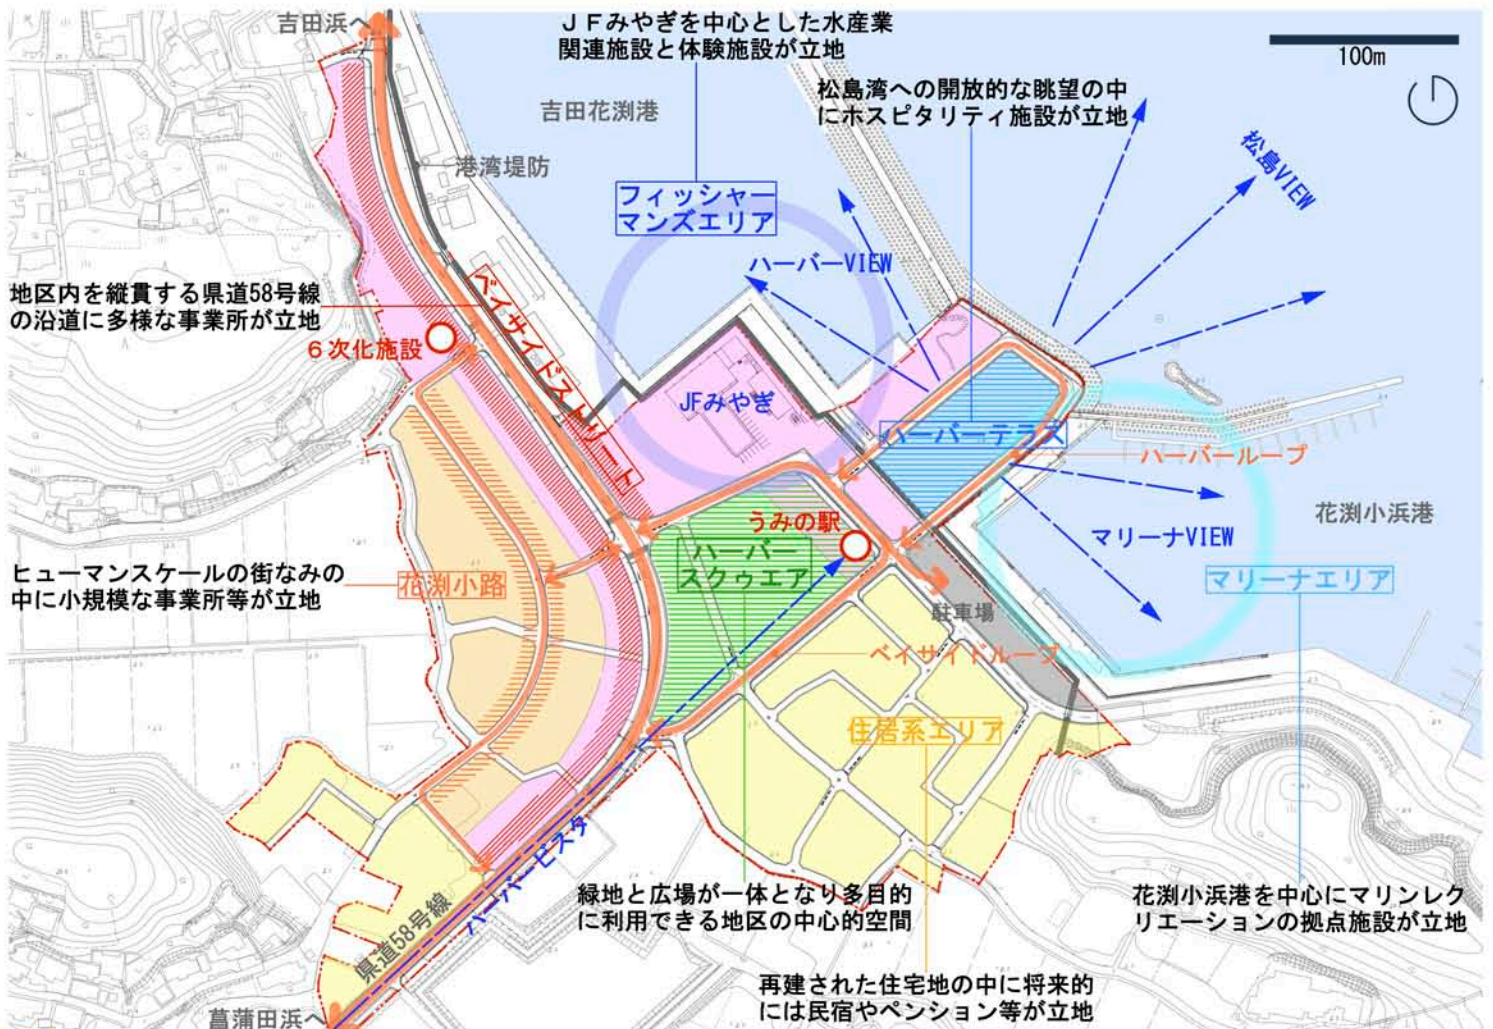 吉田浜へ
ＪＦみやぎを中心とした水産業
関連施設と体験施設が立地
100m
松島湾への開放的な眺望の中
にホスピタリティ施設が立地
吉田花渕港
港湾堤防
松島VIEW
フィッシャー
マンズエリア
ハーバーVIEW
地区内を縦貫する県道58号線
の沿道に多様な事業所が立地
ベイサイドストリート
６次化施設
JFみやぎ
ハーバーテラス
ハーバーループ
花渕小浜港
うみの駅
マリーナVIEW
ハーバー
スクゥエア
ヒューマンスケールの街なみの
中に小規模な事業所等が立地
花渕小路
マリーナエリア
駐車場
ベイサイドループ
住居系エリア
ハーバービスタ
県道58号線
緑地と広場が一体となり多目的
に利用できる地区の中心的空間
花渕小浜港を中心にマリンレク
リエーションの拠点施設が立地
再建された住宅地の中に将来的
には民宿やペンション等が立地
菖蒲田浜へ